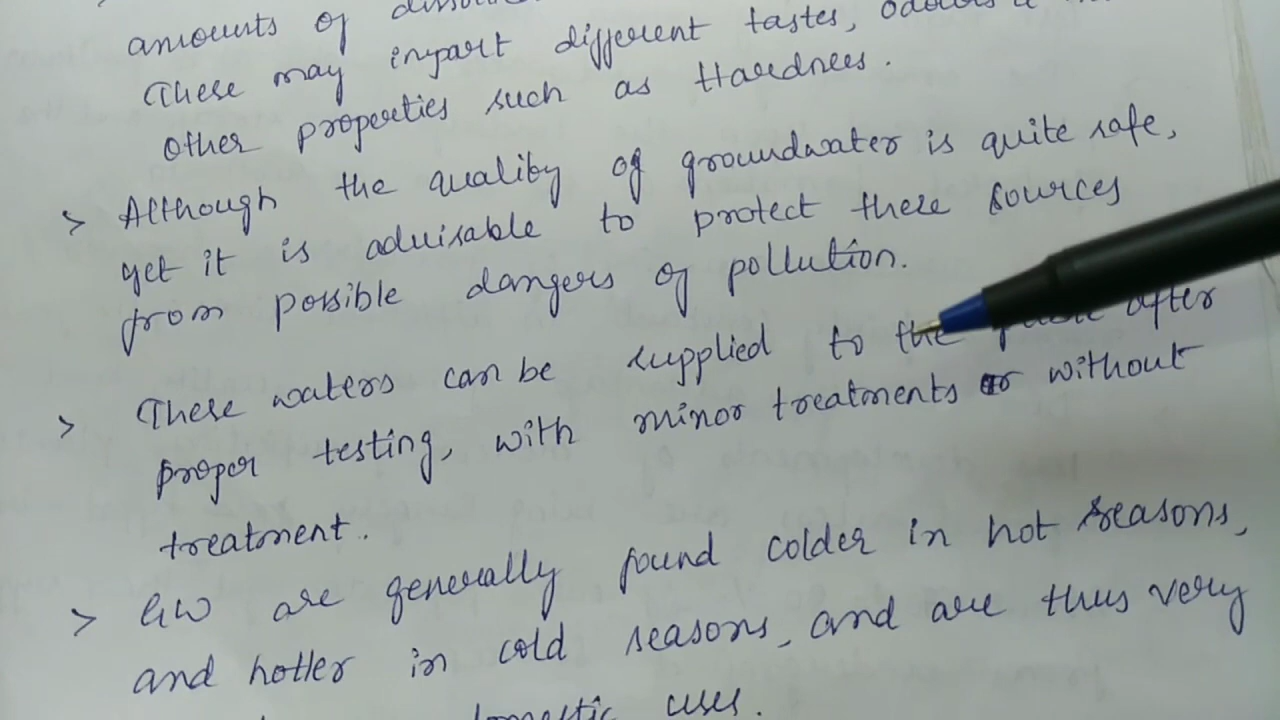 amounts of
These may impart different tastes,
other properties such as Hardness.
> Although the quality of groundwater is quite safe,
yet it is advisable to protect these sources
from possible dangers of pollution.
> These waters can be supplied to the after
proper testing, with minor treatments or without
treatment.
> GW are generally found colder in hot seasons,
and hotter in cold seasons, and are thus very
domestic uses.